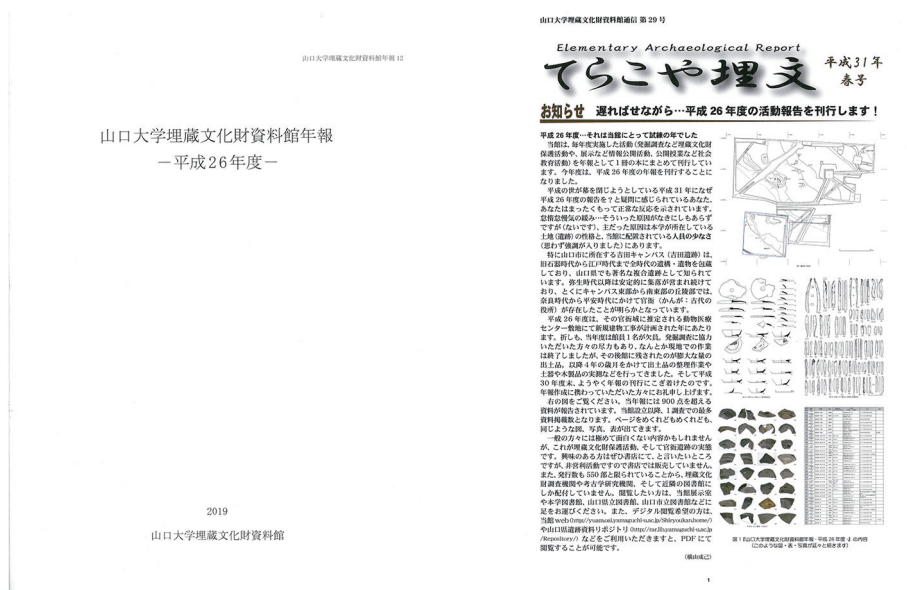 山口大学埋蔵文化財資料館年報12
山口大学埋蔵文化財資料館年報
－平成26年度－
2019
山口大学埋蔵文化財資料館
山口大学埋蔵文化財資料館通信 第29号
Elementary Archaeological Report
てらこや埋文
平成31年
春子
お知らせ 遅ればせながら…平成26年度の活動報告を刊行します！
平成26年度…それは当館にとって試練の年でした
当館は、毎年度実施した活動（発掘調査など埋蔵文化財
保護活動や、展示など情報公開活動、公開授業など社会
教育活動）を年報として1冊の本にまとめて刊行してい
ます。今年度は、平成26年度の年報を刊行することに
なりました。
平成の世が幕を閉じようとしている平成31年になぜ
平成26年度の報告を？と疑問に感じられているあなた、
あなたはまったくもって正常な反応を示されています。
怠惰怠慢気の緩み…そういった原因がなきにしもあらず
ですが（ないです）、主だった原因は本学が所在している
土地（遺跡）の性格と、当館に配置されている人員の少なさ
（思わず強調が入りました）にあります。
特に山口市に所在する吉田キャンパス（吉田遺跡）は、
旧石器時代から江戸時代まで全時代の遺構・遺物を包蔵
しており、山口県でも著名な複合遺跡として知られて
います。弥生時代以降は安定的に集落が営まれ続けて
おり、とくにキャンパス東部から南東部の丘陵部では、
奈良時代から平安時代にかけて官衙（かんが：古代の
役所）が存在したことが明らかとなっています。
平成26年度は、その官衙域に推定される動物医療
センター敷地にて新規建物工事が計画された年にあたり
ます。折しも、当年度は館員1名が欠員。発掘調査に協力
いただいた方々の尽力もあり、なんとか現地での作業
は終了しましたが、その後館に残されたのが膨大な量の
出土品。以降4年の歳月をかけて出土品の整理作業や
土器や木製品の実測などを行ってきました。そして平成
30年度末、ようやく年報の刊行にこぎ着けたのです。
年報作成に携わっていただいた方々にお礼申し上げます。
右の図をご覧ください。当年報には900点を超える
資料が報告されています。当館設立以降、1調査での最多
資料掲載数となります。ページをめくれどもめくれども、
同じような図、写真、表が出てきます。
一般の方々には極めて面白くない内容かもしれません
が、これが埋文化財保護活動、そして官衙遺跡の実態
です。興味のある方はぜひ書店にて、と言いたいところ
ですが、非営利活動ですので書店では販売していません。
また、発行数も550部と限られていることから、埋蔵文化
財調査機関や考古学研究機関、そして近隣の図書館に
しか配付していません。閲覧したい方は、当館展示室
や本学図書館、山口県立図書館、山口市立図書館などに
足をお運びください。また、デジタル閲覧希望の方は、
当館web（http://yuam.oai.yamaguchi-u.ac.jp/Shiryoukan/home/）
や山口県遺跡資料リポジトリ（http://rar.lib.yamaguchi-u.ac.jp
/Repository/）などをご利用いただきますと、PDFにて
閲覧することが可能です。
（横山成己）
図1『山口大学埋蔵文化財資料館年報-平成26年度-』の内容
（このような図・表・写真が延々と続きます）
1